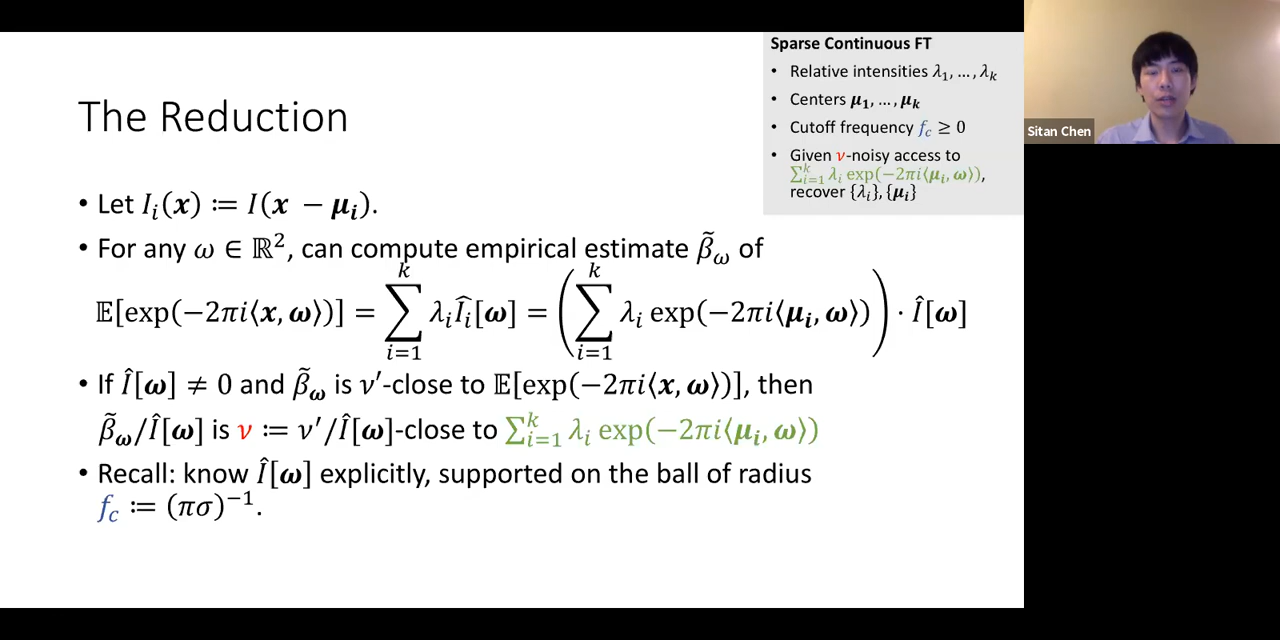 Sparse Continuous FT
• Relative intensities λ₁, …, λₖ
• Centers μ₁, …, μₖ
• Cutoff frequency f_c ≥ 0
• Given ν-noisy access to
∑ᵢ₌₁ᵏ λᵢ exp(−2πi⟨μᵢ, ω⟩),
recover {λᵢ}, {μᵢ}
Sitan Chen
The Reduction
• Let Iᵢ(x) ≔ I(x − μᵢ).
• For any ω ∈ ℝ², can compute empirical estimate β̃_ω of
𝔼[exp(−2πi⟨x, ω⟩)] = ∑ᵢ₌₁ᵏ λᵢÎᵢ[ω] = (∑ᵢ₌₁ᵏ λᵢ exp(−2πi⟨μᵢ, ω⟩)) · Î[ω]
• If Î[ω] ≠ 0 and β̃_ω is ν′-close to 𝔼[exp(−2πi⟨x, ω⟩)], then
β̃_ω/Î[ω] is ν ≔ ν′/Î[ω]-close to ∑ᵢ₌₁ᵏ λᵢ exp(−2πi⟨μᵢ, ω⟩)
• Recall: know Î[ω] explicitly, supported on the ball of radius
f_c ≔ (πσ)⁻¹.